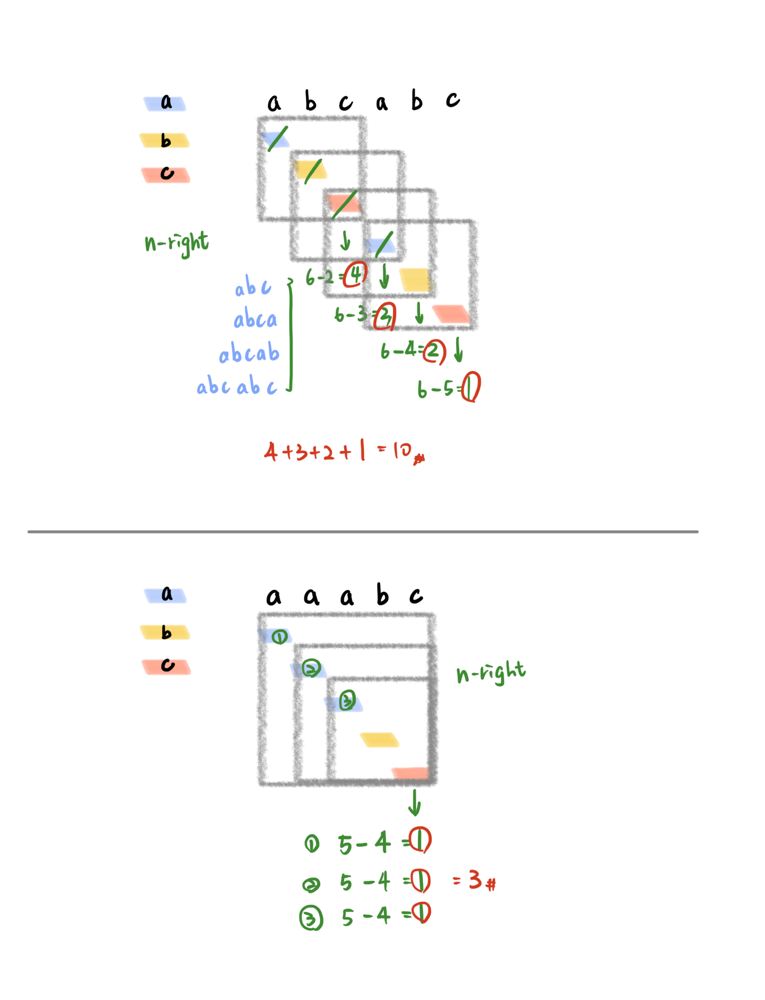 a
b
c
a b c a b c
n-right
abc
abca
abcab
abcabc
6-2=4
6-3=3
6-4=2
6-5=1
4+3+2+1=10#
a
b
c
a a a b c
①
②
③
n-right
① 5-4=1
② 5-4=1 =3#
③ 5-4=1